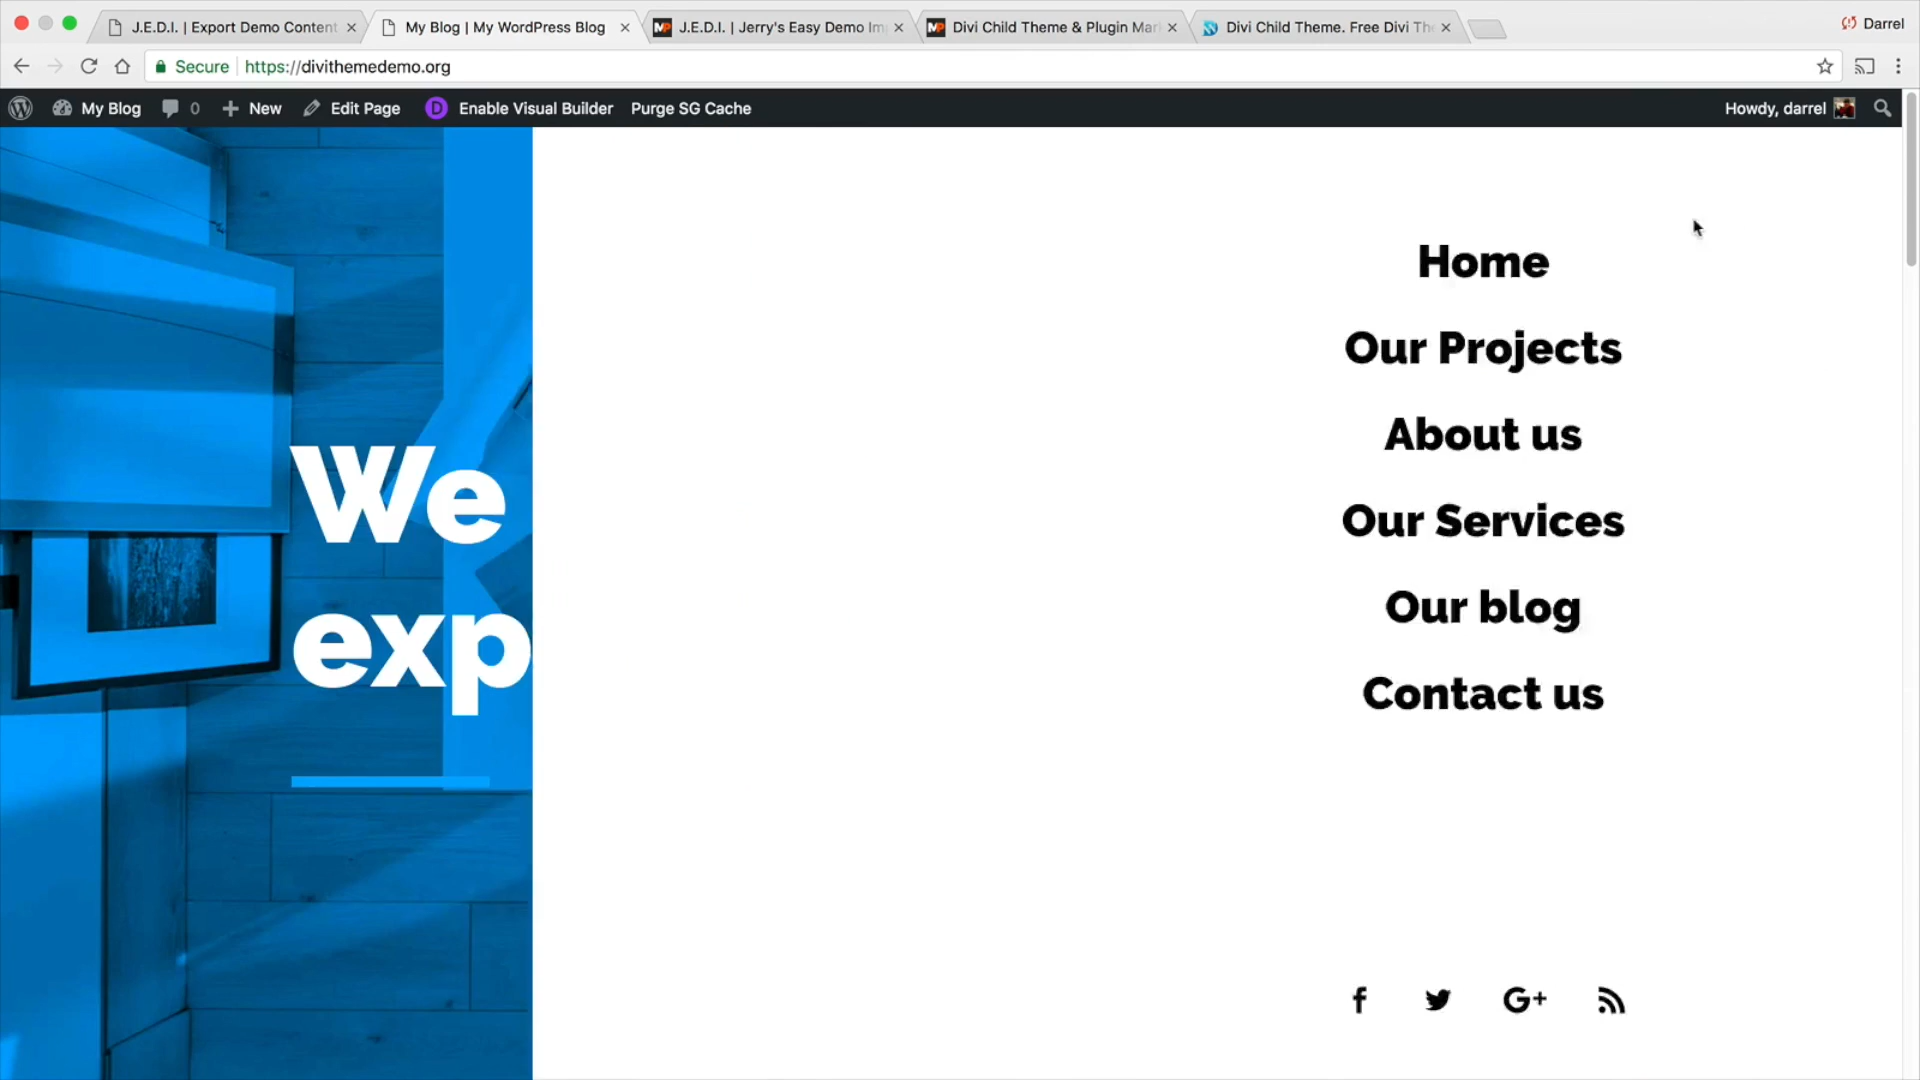 J.E.D.I. | Export Demo Content
My Blog | My WordPress Blog
J.E.D.I. | Jerry's Easy Demo Im
Divi Child Theme & Plugin Mar
Divi Child Theme. Free Divi Th
Darrel
Secure https://divithemedemo.org
My Blog 0 New Edit Page D Enable Visual Builder Purge SG Cache Howdy, darrel
Home
Our Projects
About us
Our Services
Our blog
Contact us
We
exp
f G+